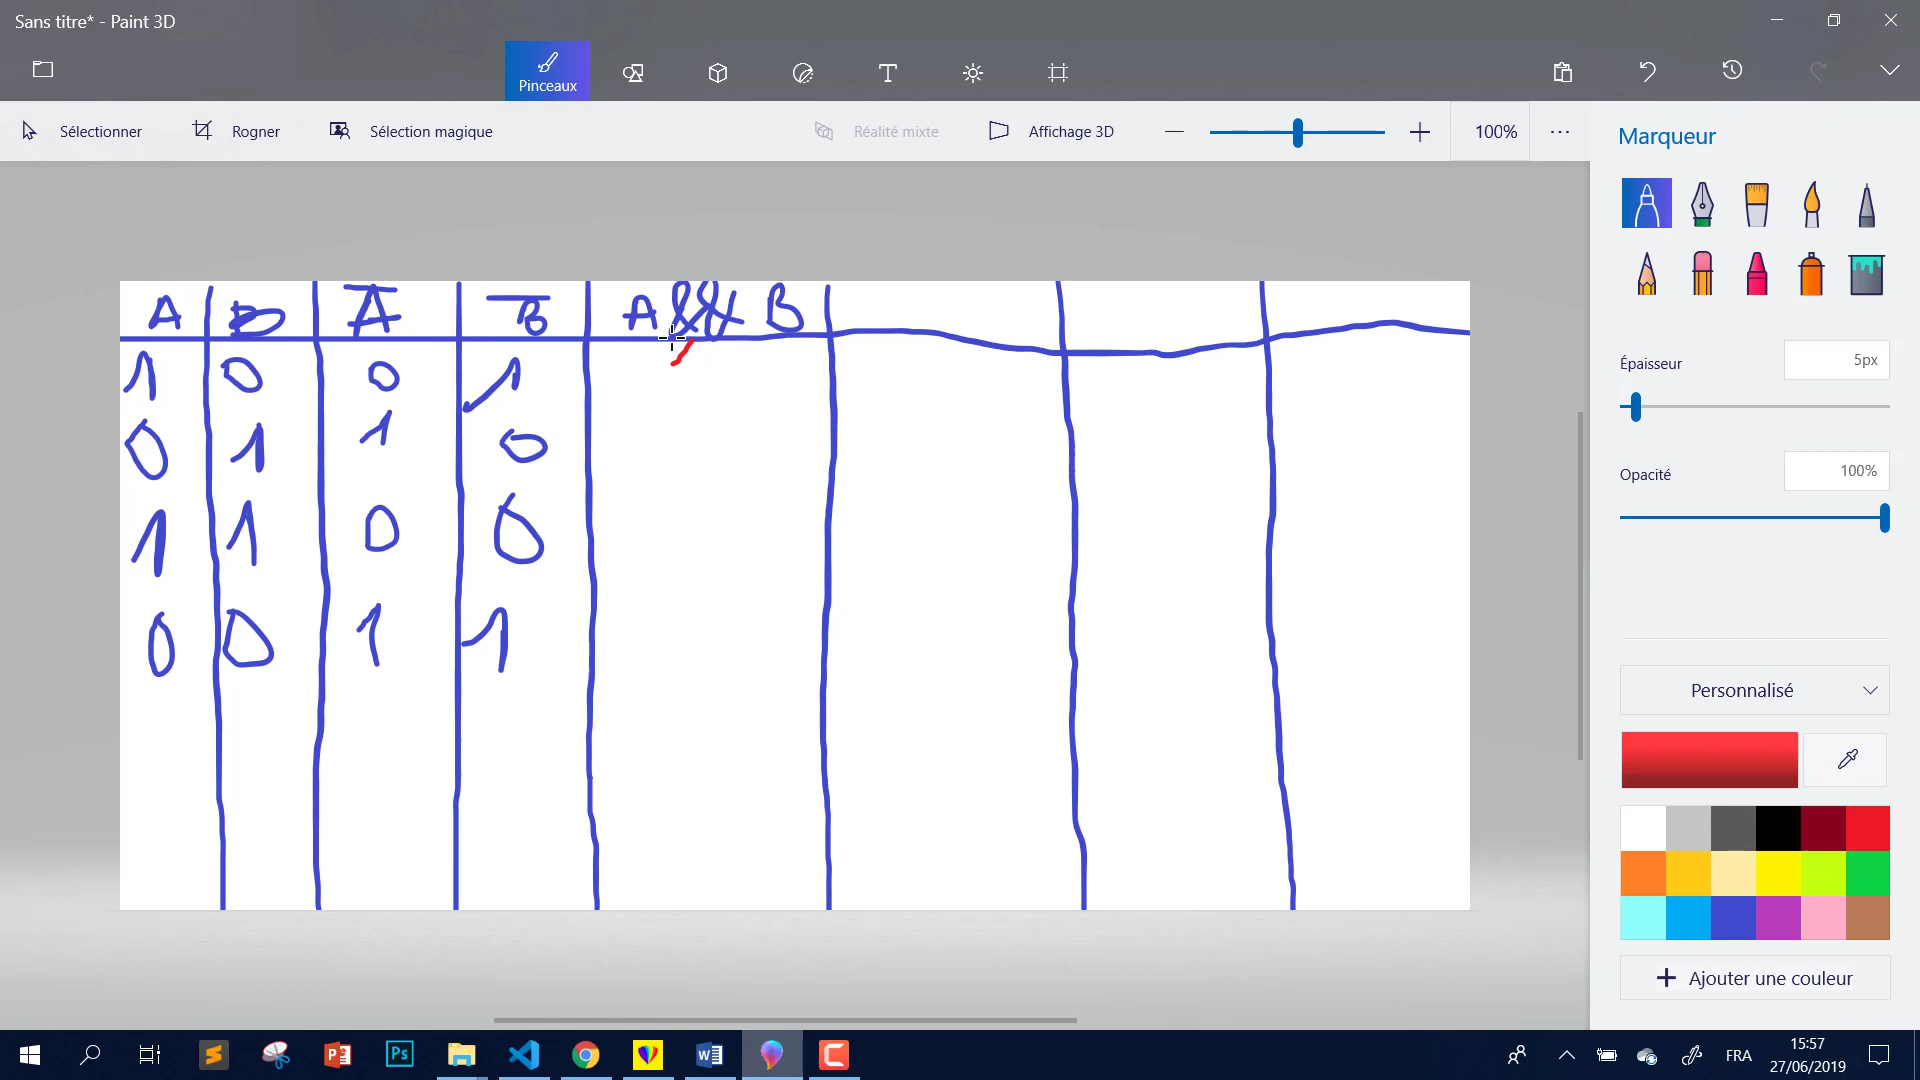 Sans titre* - Paint 3D
Pinceaux
Sélectionner Rogner Sélection magique Réalité mixte Affichage 3D 100%
Marqueur
Épaisseur 5px
Opacité 100%
Personnalisé
Ajouter une couleur
A B A̅ B̅ A && B
1 0 0 1
0 1 1 0
1 1 0 0
0 0 1 1
FRA
15:57
27/06/2019